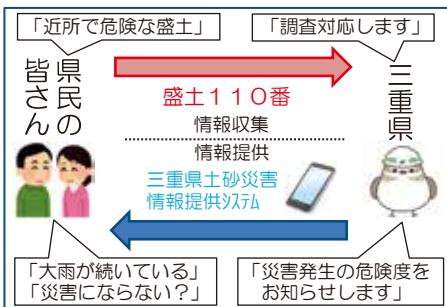 「近所で危険な盛土」
「調査対応します」
県民の
皆さん
三重県
盛土１１０番
情報収集
情報提供
三重県土砂災害
情報提供ｼｽﾃﾑ
「大雨が続いている」
「災害にならない？」
「災害発生の危険度を
お知らせします」